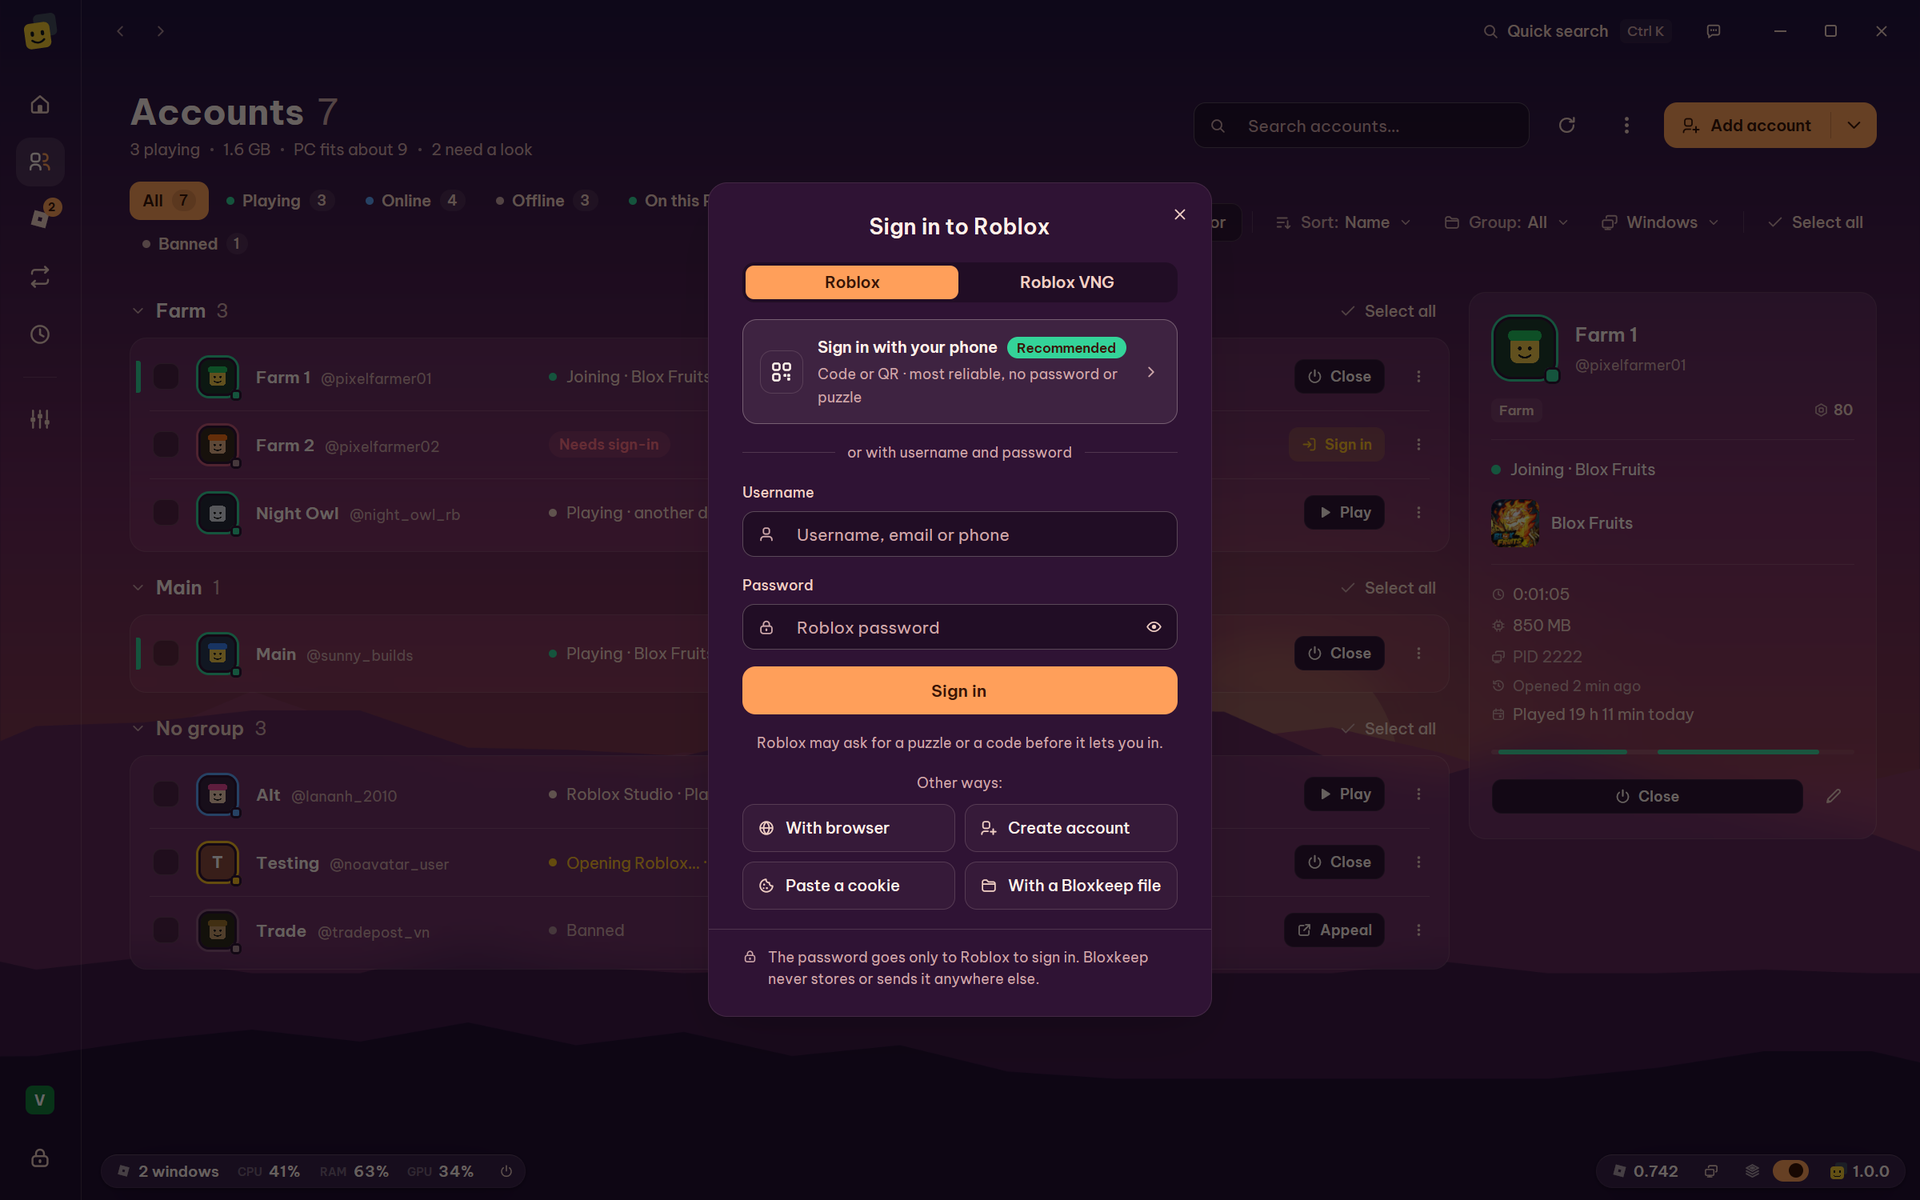 Quick search Ctrl K
Accounts 7
3 playing · 1.6 GB · PC fits about 9 · 2 need a look
Search accounts...
Add account
All 7
Playing 3
Online 4
Offline 3
On this
Banned 1
Sort: Name
Group: All
Windows
Select all
2
Sign in to Roblox
Roblox
Roblox VNG
Sign in with your phone Recommended
Code or QR · most reliable, no password or
puzzle
or with username and password
Username
Username, email or phone
Password
Roblox password
Sign in
Roblox may ask for a puzzle or a code before it lets you in.
Other ways:
With browser
Create account
Paste a cookie
With a Bloxkeep file
The password goes only to Roblox to sign in. Bloxkeep
never stores or sends it anywhere else.
Farm 3
Select all
Farm 1 @pixelfarmer01
Joining · Blox Fruits
Close
Farm 2 @pixelfarmer02
Needs sign-in
Sign in
Night Owl @night_owl_rb
Playing · another
Play
Main 1
Select all
Main @sunny_builds
Playing · Blox Fruits
Close
No group 3
Select all
Alt @lananh_2010
Roblox Studio ·
Play
T
Testing @noavatar_user
Opening Roblox... ·
Close
Trade @tradepost_vn
Banned
Appeal
Farm 1
@pixelfarmer01
Farm
80
Joining · Blox Fruits
Blox Fruits
0:01:05
850 MB
PID 2222
Opened 2 min ago
Played 19 h 11 min today
Close
V
2 windows CPU 41% RAM 63% GPU 34%
0.742
1.0.0